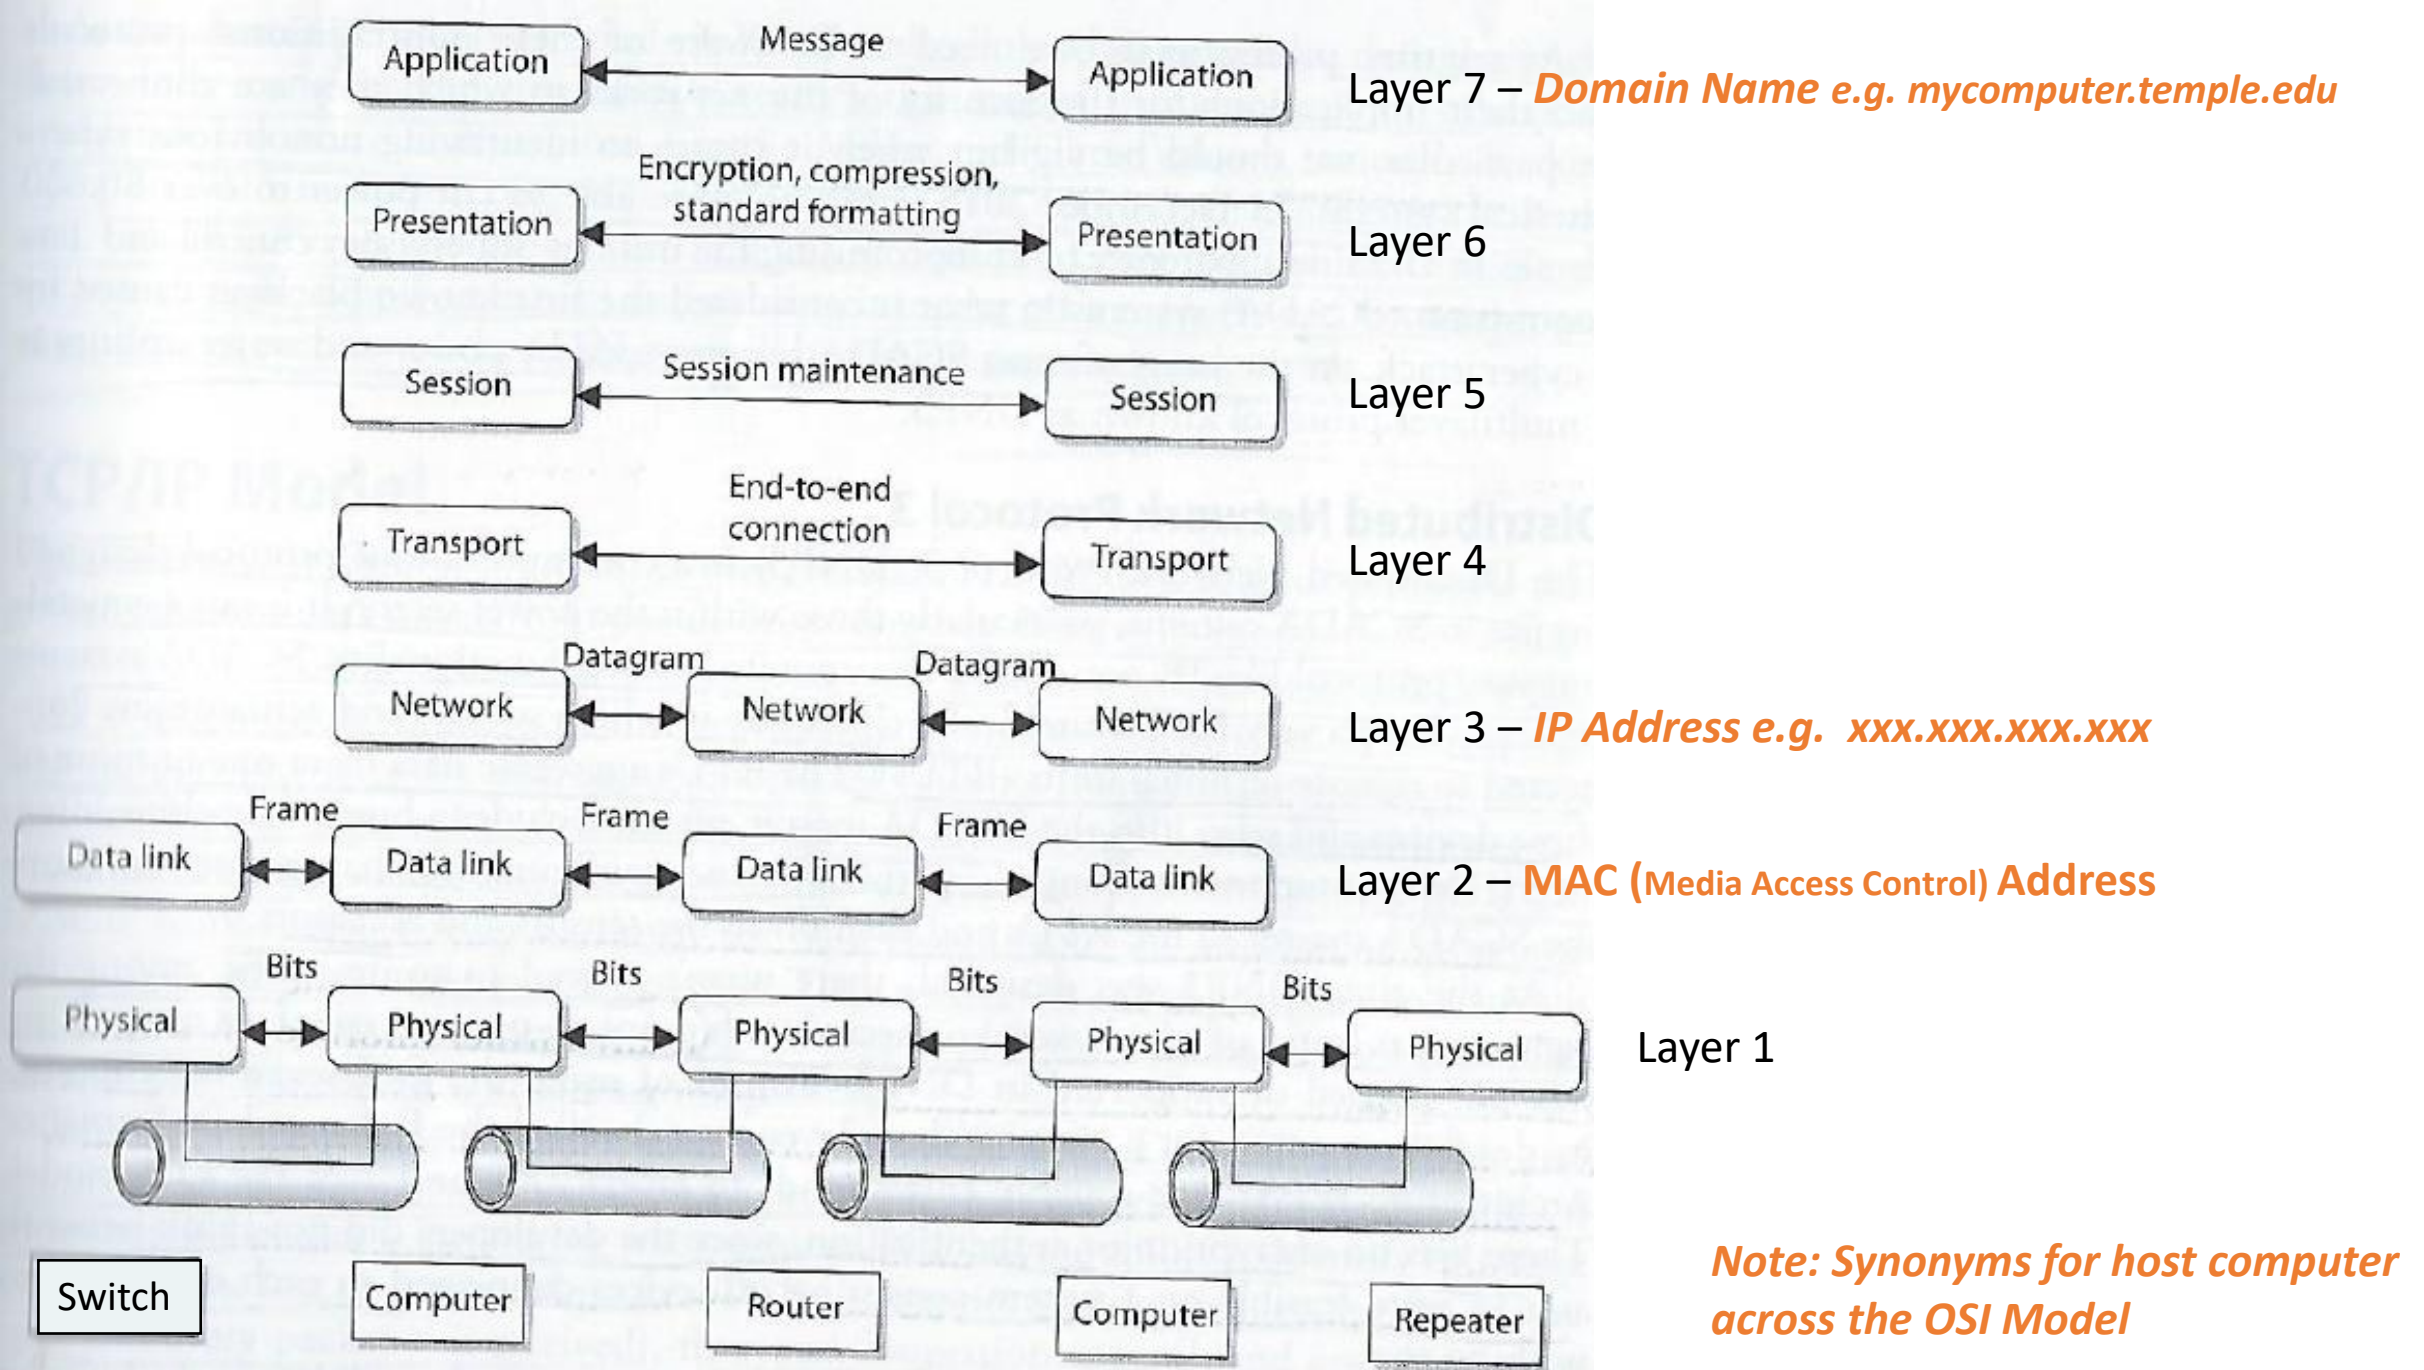 Message
Application
Application
Layer 7 – Domain Name e.g. mycomputer.temple.edu
Encryption, compression,
standard formatting
Presentation
Presentation
Layer 6
Session maintenance
Session
Session
Layer 5
End-to-end
connection
Transport
Transport
Layer 4
Datagram
Datagram
Network
Network
Network
Layer 3 – IP Address e.g. xxx.xxx.xxx.xxx
Frame
Frame
Frame
Data link
Data link
Data link
Data link
Layer 2 – MAC (Media Access Control) Address
Bits
Bits
Bits
Bits
Physical
Physical
Physical
Physical
Physical
Layer 1
Switch
Computer
Router
Computer
Repeater
Note: Synonyms for host computer
across the OSI Model